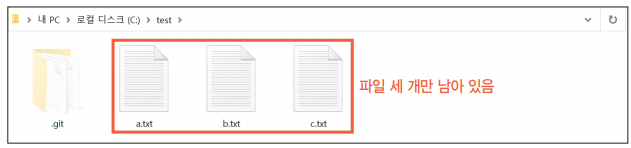 내 PC > 로컬 디스크 (C:) > test >
파일 세 개만 남아 있음
.git a.txt b.txt c.txt